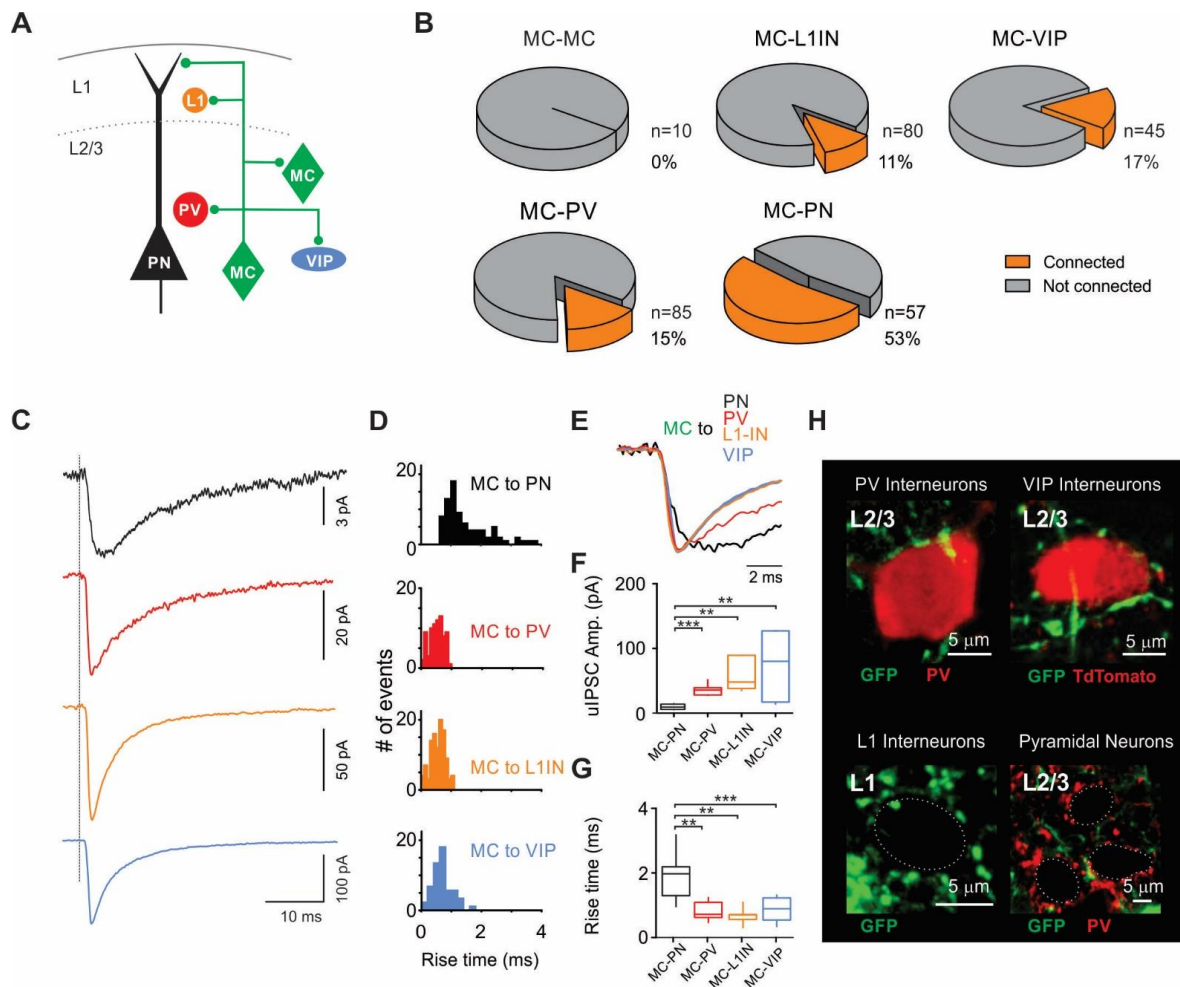 A
L1
L2/3
L1
MC
PV
PN
MC
VIP
B
MC-MC
n=10
0%
MC-L1IN
n=80
11%
MC-VIP
n=45
17%
MC-PV
n=85
15%
MC-PN
n=57
53%
Connected
Not connected
C
3 pA
20 pA
50 pA
100 pA
10 ms
D
# of events
20
0
MC to PN
20
0
MC to PV
20
0
MC to L1IN
20
0
MC to VIP
0 2 4
Rise time (ms)
E
MC to
PN
PV
L1-IN
VIP
2 ms
F
uIPSC Amp. (pA)
200
100
0
**
**
***
MC-PN
MC-PV
MC-L1IN
MC-VIP
G
Rise time (ms)
4
2
0
***
**
**
MC-PN
MC-PV
MC-L1IN
MC-VIP
H
PV Interneurons
L2/3
5 μm
GFP PV
VIP Interneurons
L2/3
5 μm
GFP TdTomato
L1 Interneurons
L1
5 μm
GFP
Pyramidal Neurons
L2/3
5 μm
GFP PV